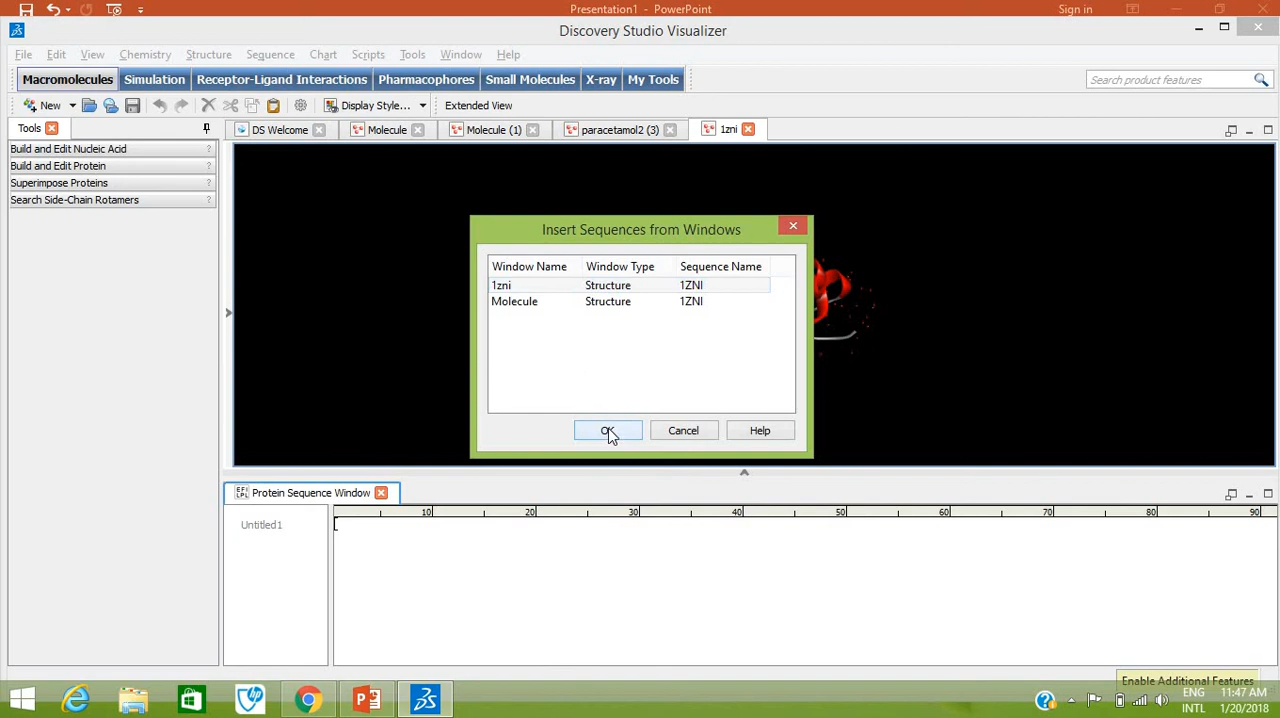 Presentation1 - PowerPoint
Sign in
Discovery Studio Visualizer
File Edit View Chemistry Structure Sequence Chart Scripts Tools Window Help
Macromolecules Simulation Receptor-Ligand Interactions Pharmacophores Small Molecules X-ray My Tools
Search product features
New Display Style... Extended View
Tools
DS Welcome Molecule Molecule (1) paracetamol2 (3) 1zni
Build and Edit Nucleic Acid ?
Build and Edit Protein ?
Superimpose Proteins ?
Search Side-Chain Rotamers ?
Insert Sequences from Windows
Window Name Window Type Sequence Name
1zni Structure 1ZNI
Molecule Structure 1ZNI
OK Cancel Help
Protein Sequence Window
10 20 30 40 50 60 70 80 90
Untitled1
Enable Additional Features
ENG 11:47 AM
INTL 1/20/2018